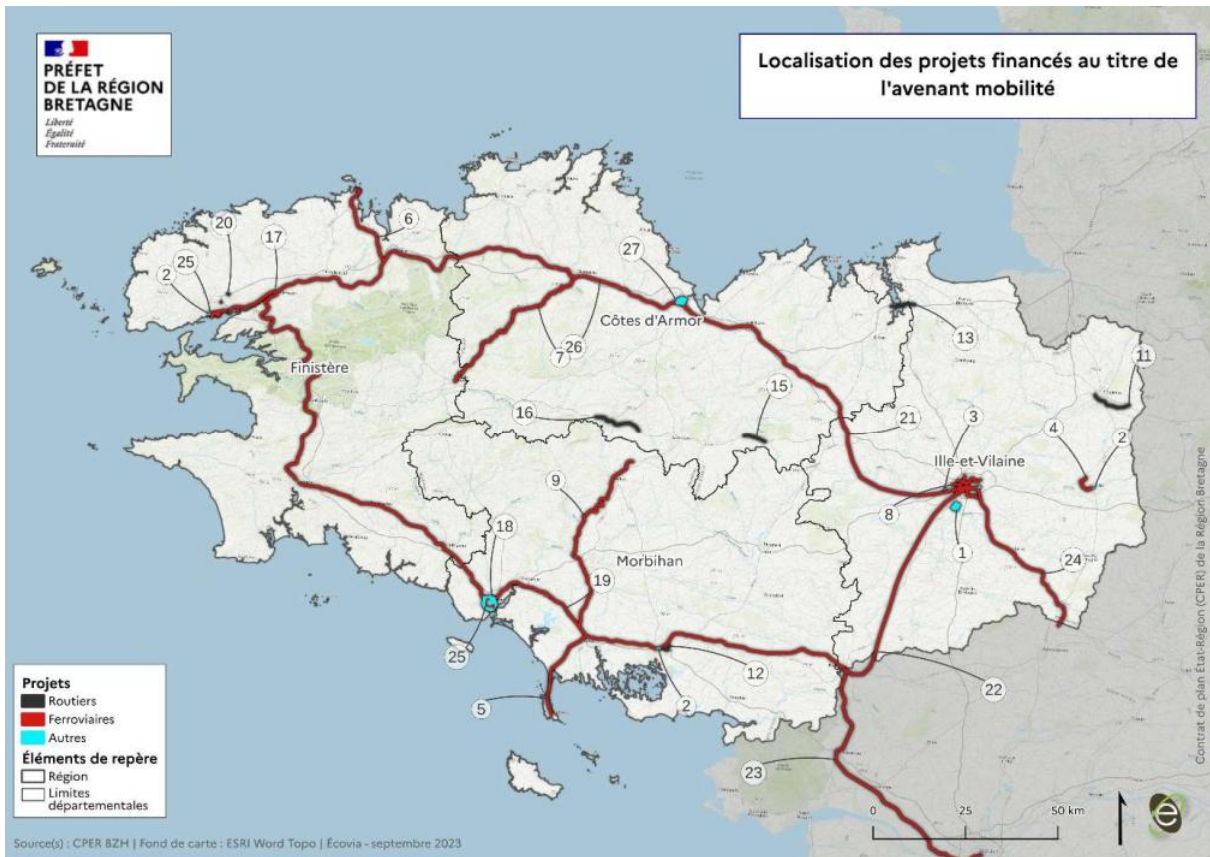 PRÉFET
DE LA RÉGION
BRETAGNE
Liberté
Égalité
Fraternité
Localisation des projets financés au titre de
l'avenant mobilité
20
17
6
25
2
27
Côtes d'Armor
7
26
Finistère
13
11
16
15
21
3
4
2
Ille-et-Vilaine
9
8
18
Morbihan
19
1
24
25
12
5
2
22
23
Projets
Routiers
Ferroviaires
Autres
Éléments de repère
Région
Limites
départementales
0
25
50 km
Contrat de plan État-Région (CPER) de la Région Bretagne
Source(s) : CPER BZH | Fond de carte : ESRI Word Topo | Écovia - septembre 2023